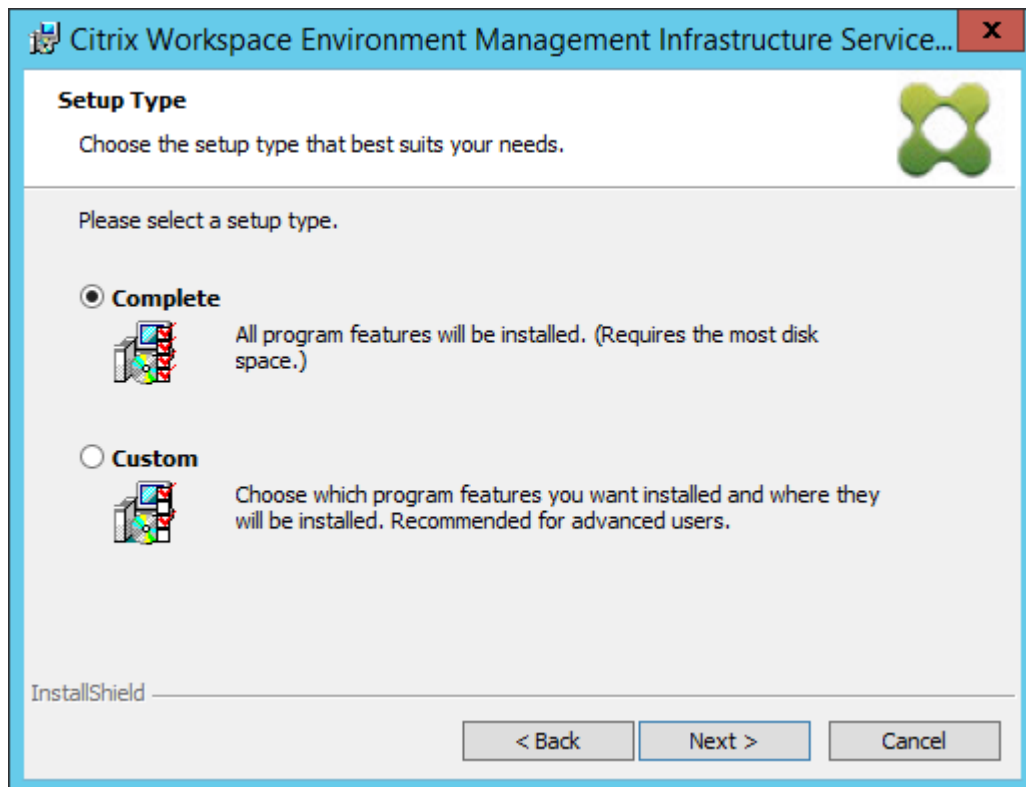 Citrix Workspace Environment Management Infrastructure Service...
x
Setup Type
Choose the setup type that best suits your needs.
Please select a setup type.
Complete
All program features will be installed. (Requires the most disk
space.)
Custom
Choose which program features you want installed and where they
will be installed. Recommended for advanced users.
InstallShield
< Back Next > Cancel